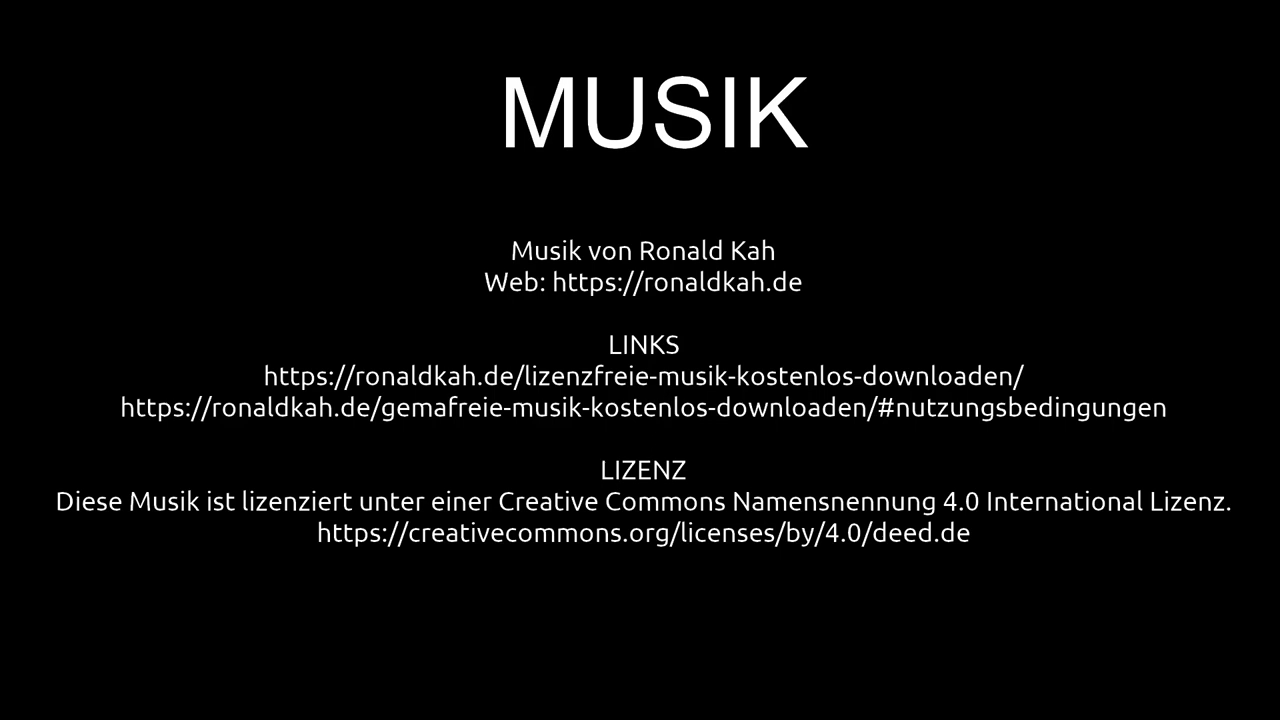 MUSIK
Musik von Ronald Kah
Web: https://ronaldkah.de
LINKS
https://ronaldkah.de/lizenzfreie-musik-kostenlos-downloaden/
https://ronaldkah.de/gemafreie-musik-kostenlos-downloaden/#nutzungsbedingungen
LIZENZ
Diese Musik ist lizenziert unter einer Creative Commons Namensnennung 4.0 International Lizenz.
https://creativecommons.org/licenses/by/4.0/deed.de